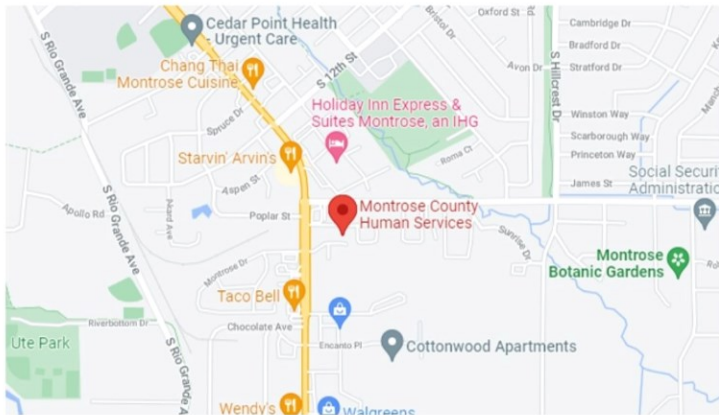 Cedar Point Health
- Urgent Care
Oxford St
Bristol Dr
Cambridge Dr
Bradford Dr
Stratford Dr
Avon Dr
S Hillcrest Dr
S Rio Grande Ave
Chang Thai
Montrose Cuisine
S 12th St
Holiday Inn Express &
Suites Montrose, an IHG
Spruce Dr
Winston Way
Scarborough Way
Princeton Way
Starvin' Arvin's
Roma Ct
James St
Social Securi
Administratio
Aspen St
S Rio Grande Ave
Apollo Rd
Poplar St
Montrose County
Human Services
Sunrise Dr
Montrose Dr
Montrose
Botanic Gardens
Taco Bell
Riverbottom Dr
Chocolate Ave
Ute Park
Encanto Pl
Cottonwood Apartments
S Rio Grande A
Wendy's
Walgreens